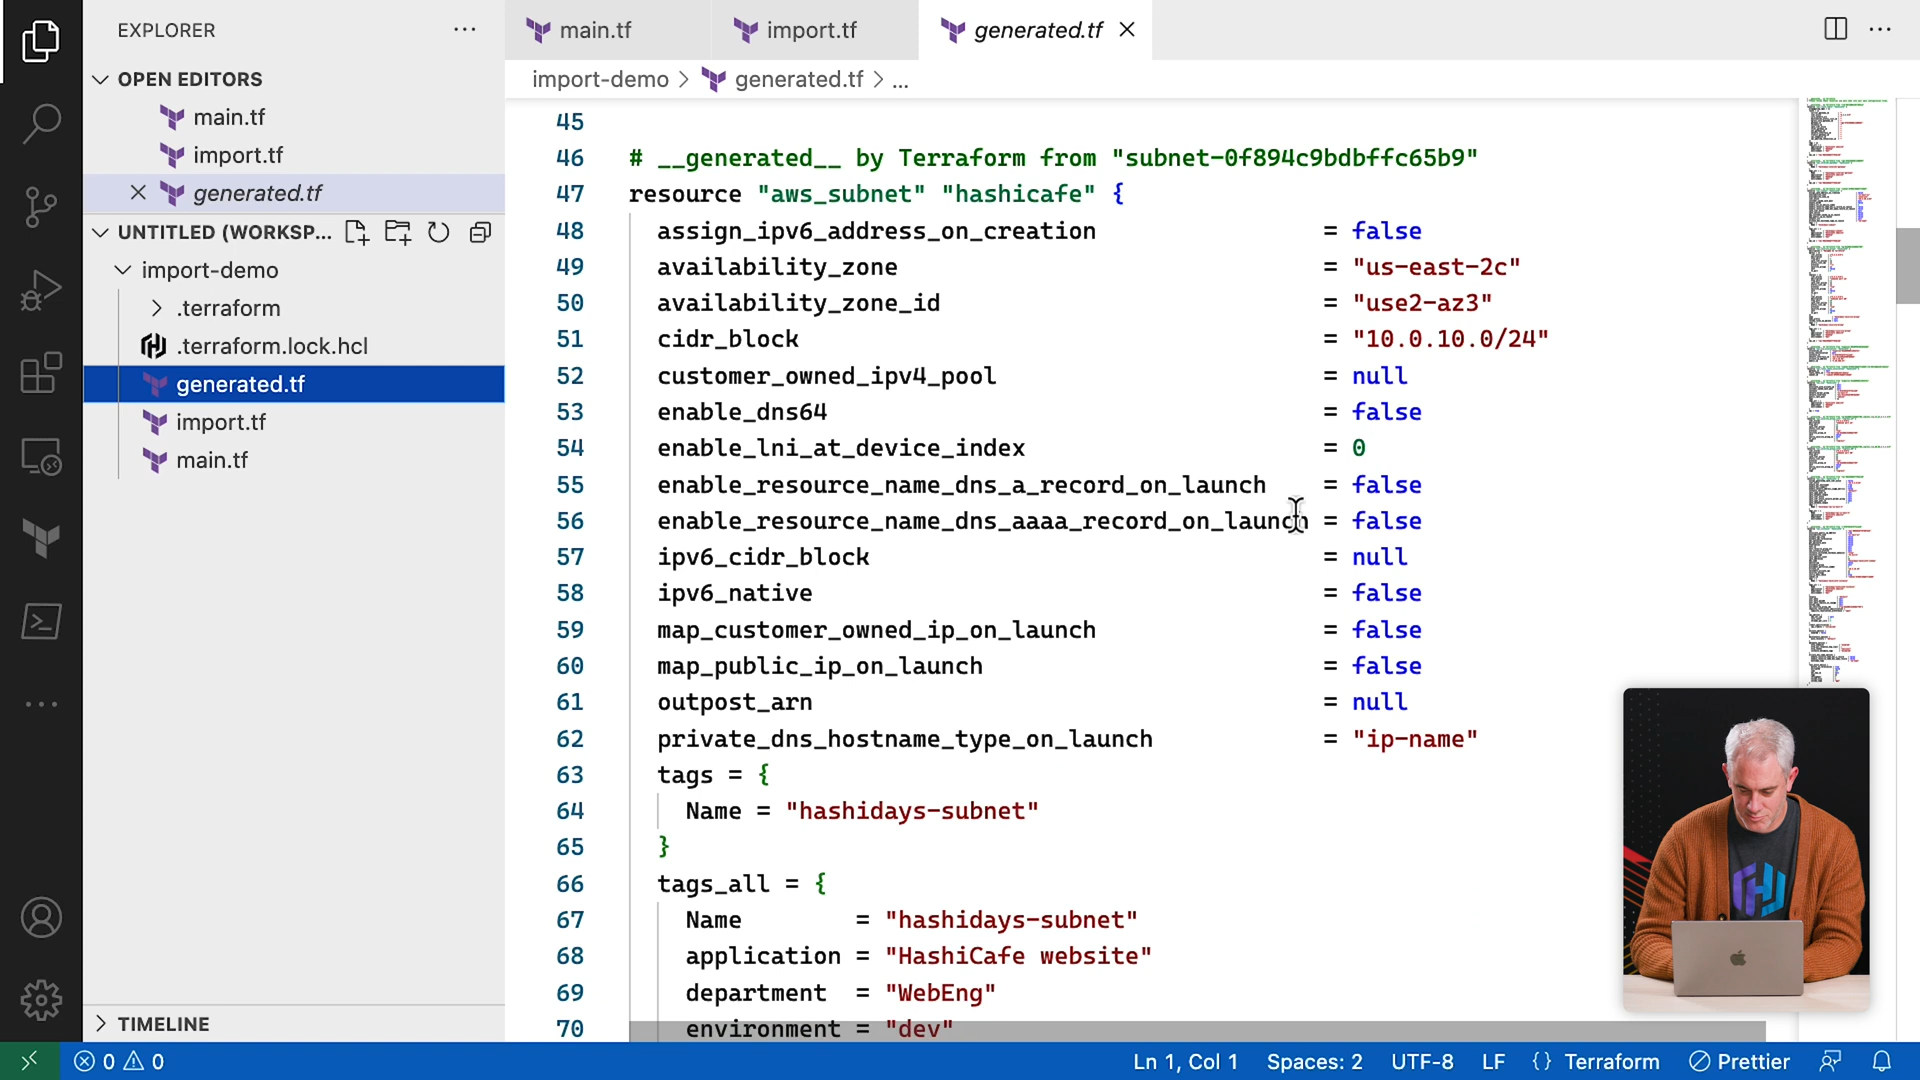 EXPLORER
OPEN EDITORS
main.tf
import.tf
generated.tf
UNTITLED (WORKSP...
import-demo
.terraform
.terraform.lock.hcl
generated.tf
import.tf
main.tf
TIMELINE
main.tf
import.tf
generated.tf
import-demo > generated.tf > ...
45
46 # __generated__ by Terraform from "subnet-0f894c9bdbffc65b9"
47 resource "aws_subnet" "hashicafe" {
48 assign_ipv6_address_on_creation = false
49 availability_zone = "us-east-2c"
50 availability_zone_id = "use2-az3"
51 cidr_block = "10.0.10.0/24"
52 customer_owned_ipv4_pool = null
53 enable_dns64 = false
54 enable_lni_at_device_index = 0
55 enable_resource_name_dns_a_record_on_launch = false
56 enable_resource_name_dns_aaaa_record_on_launch = false
57 ipv6_cidr_block = null
58 ipv6_native = false
59 map_customer_owned_ip_on_launch = false
60 map_public_ip_on_launch = false
61 outpost_arn = null
62 private_dns_hostname_type_on_launch = "ip-name"
63 tags = {
64 Name = "hashidays-subnet"
65 }
66 tags_all = {
67 Name = "hashidays-subnet"
68 application = "HashiCafe website"
69 department = "WebEng"
70 environment = "dev"
0 0
Ln 1, Col 1
Spaces: 2
UTF-8
LF
{ } Terraform
Prettier